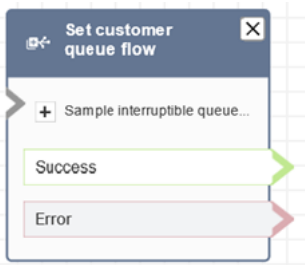 Set customer
queue flow
Sample interruptible queue...
Success
Error